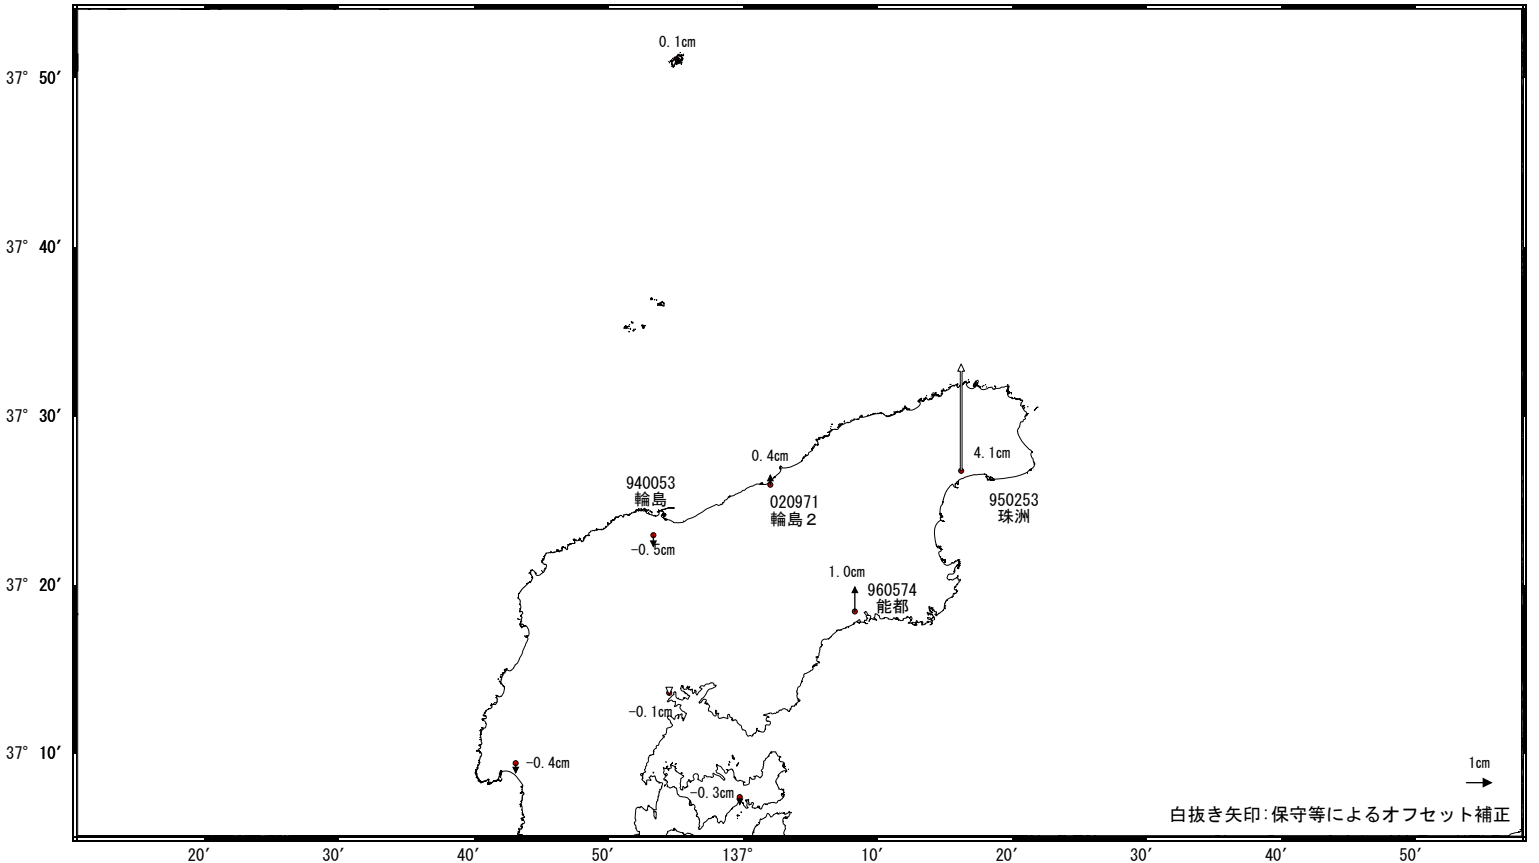 0.1cm
37° 50′
37° 40′
37° 30′
0.4cm
4.1cm
940053
輪島
950253
珠洲
020971
輪島２
-0.5cm
37° 20′
1.0cm
960574
能都
-0.1cm
37° 10′
-0.4cm
1cm
-0.3cm
白抜き矢印:保守等によるオフセット補正
20′ 30′ 40′ 50′ 137° 10′ 20′ 30′ 40′ 50′